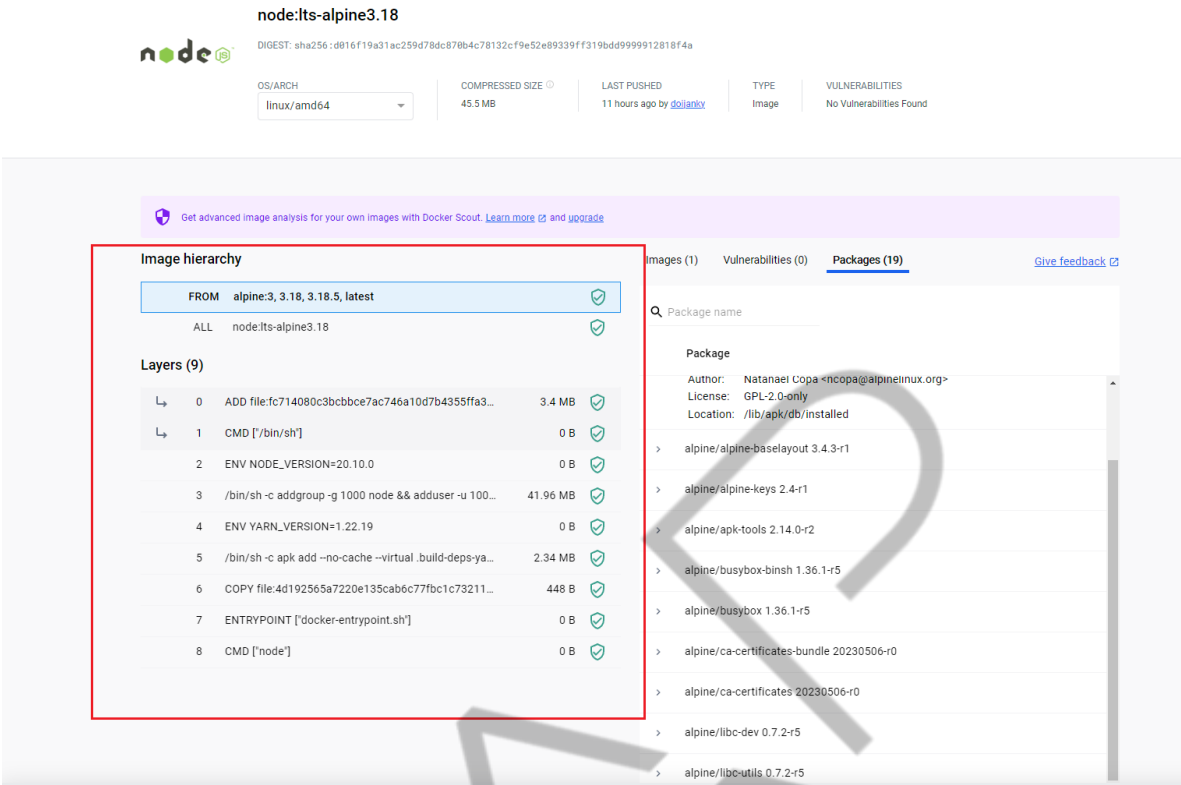 node:lts-alpine3.18
node JS
DIGEST: sha256:d016f19a31ac259d78dc870b4c78132cf9e52e89339ff319bdd9999912818f4a
OS/ARCH
linux/amd64
COMPRESSED SIZE
45.5 MB
LAST PUSHED
11 hours ago by doijanky
TYPE
Image
VULNERABILITIES
No Vulnerabilities Found
Get advanced image analysis for your own images with Docker Scout. Learn more and upgrade
Image hierarchy
FROM alpine:3, 3.18, 3.18.5, latest
ALL node:lts-alpine3.18
Layers (9)
0 ADD file:fc714080c3bcbbce7ac746a10d7b4355ffa3... 3.4 MB
1 CMD ["/bin/sh"] 0 B
2 ENV NODE_VERSION=20.10.0 0 B
3 /bin/sh -c addgroup -g 1000 node && adduser -u 100... 41.96 MB
4 ENV YARN_VERSION=1.22.19 0 B
5 /bin/sh -c apk add --no-cache --virtual .build-deps-ya... 2.34 MB
6 COPY file:4d192565a7220e135cab6c77fbc1c73211... 448 B
7 ENTRYPOINT ["docker-entrypoint.sh"] 0 B
8 CMD ["node"] 0 B
Images (1) Vulnerabilities (0) Packages (19) Give feedback
Package name
Package
Author: Natanael Copa <ncopa@alpinelinux.org>
License: GPL-2.0-only
Location: /lib/apk/db/installed
alpine/alpine-baselayout 3.4.3-r1
alpine/alpine-keys 2.4-r1
alpine/apk-tools 2.14.0-r2
alpine/busybox-binsh 1.36.1-r5
alpine/busybox 1.36.1-r5
alpine/ca-certificates-bundle 20230506-r0
alpine/ca-certificates 20230506-r0
alpine/libc-dev 0.7.2-r5
alpine/libc-utils 0.7.2-r5